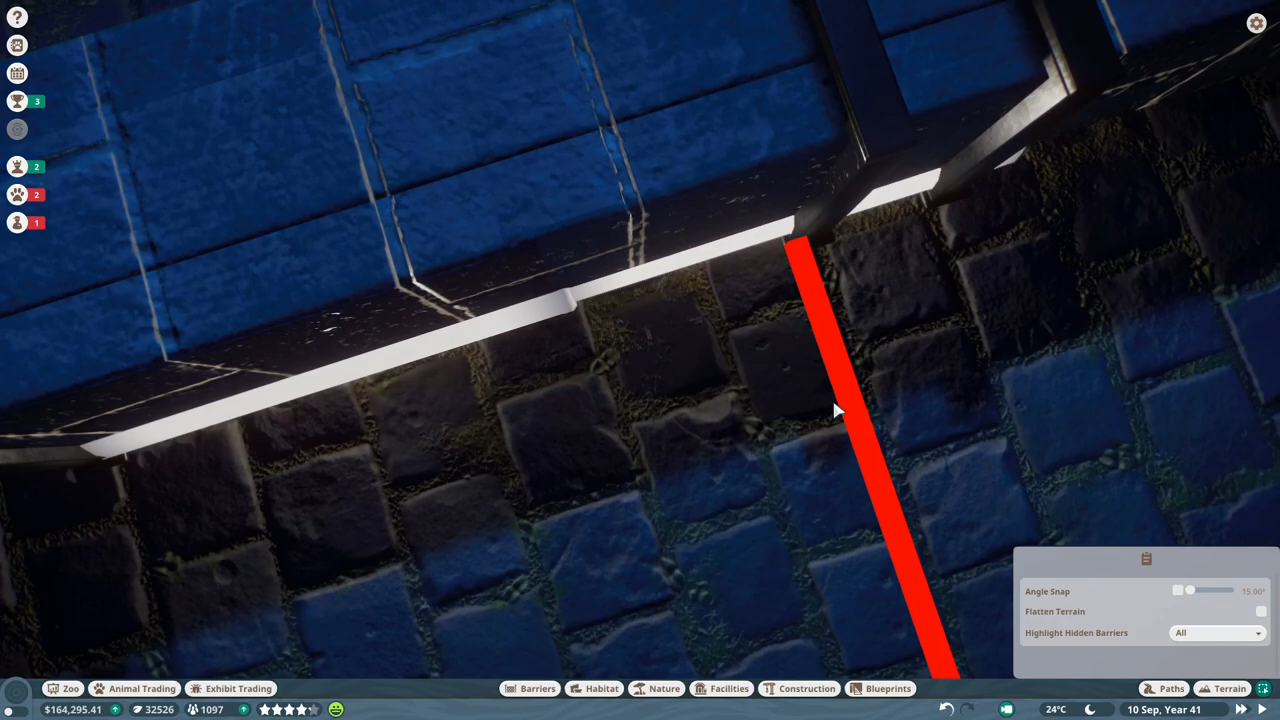 ?
3
2
2
1
Angle Snap 15.00°
Flatten Terrain
Highlight Hidden Barriers All
Zoo Animal Trading Exhibit Trading Barriers Habitat Nature Facilities Construction Blueprints Paths Terrain
$164,295.41 32526 1097 24°C 10 Sep, Year 41